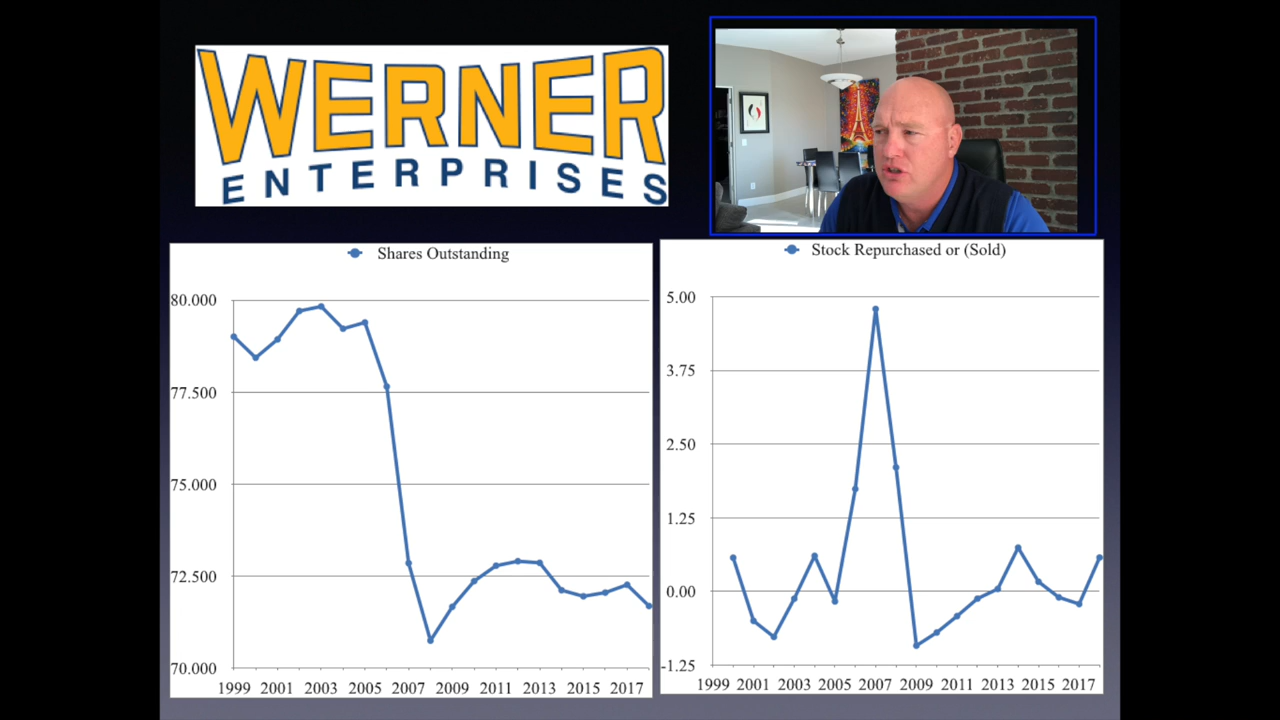 WERNER
ENTERPRISES
Shares Outstanding
80.000
77.500
75.000
72.500
70.000
1999 2001 2003 2005 2007 2009 2011 2013 2015 2017
Stock Repurchased or (Sold)
5.00
3.75
2.50
1.25
0.00
-1.25
1999 2001 2003 2005 2007 2009 2011 2013 2015 2017